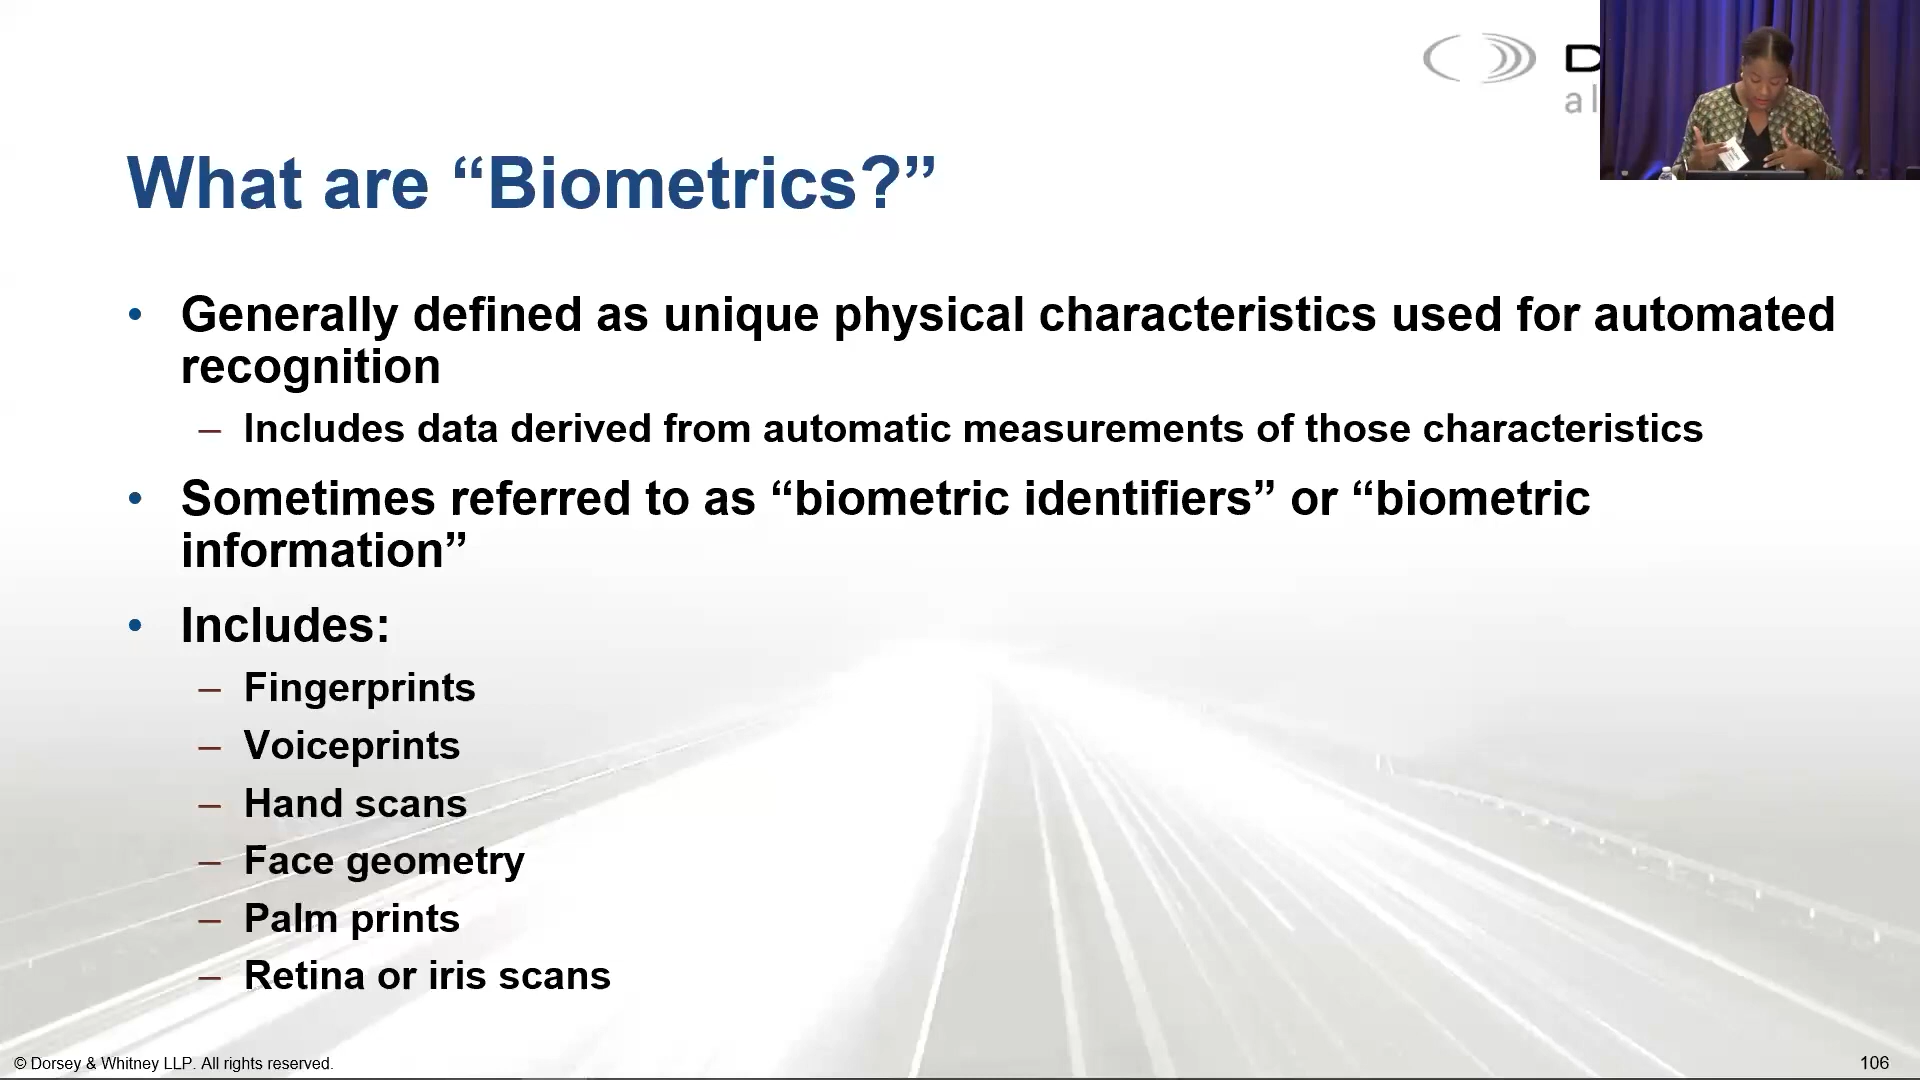 D
al
What are “Biometrics?”
• Generally defined as unique physical characteristics used for automated
recognition
– Includes data derived from automatic measurements of those characteristics
• Sometimes referred to as “biometric identifiers” or “biometric
information”
• Includes:
– Fingerprints
– Voiceprints
– Hand scans
– Face geometry
– Palm prints
– Retina or iris scans
© Dorsey & Whitney LLP. All rights reserved.
106